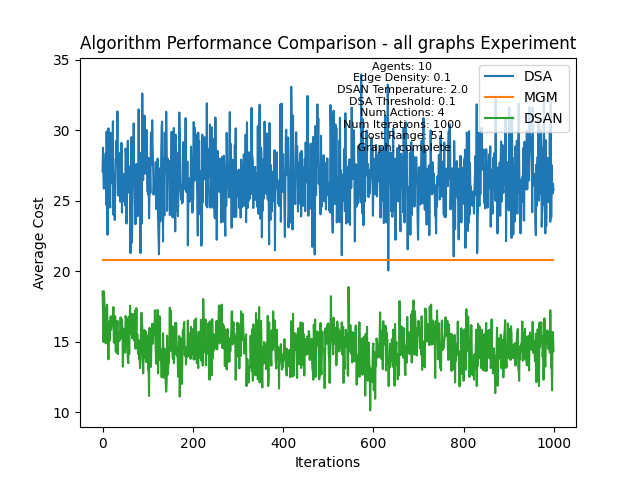 Algorithm Performance Comparison - all graphs Experiment
Agents: 10
Edge Density: 0.1
DSAN Temperature: 2.0
DSA Threshold: 0.1
Num Actions: 4
Num Iterations: 1000
Cost Range: 51
Graph: complete
DSA
MGM
DSAN
35
30
25
20
15
10
Average Cost
0
200
400
600
800
1000
Iterations